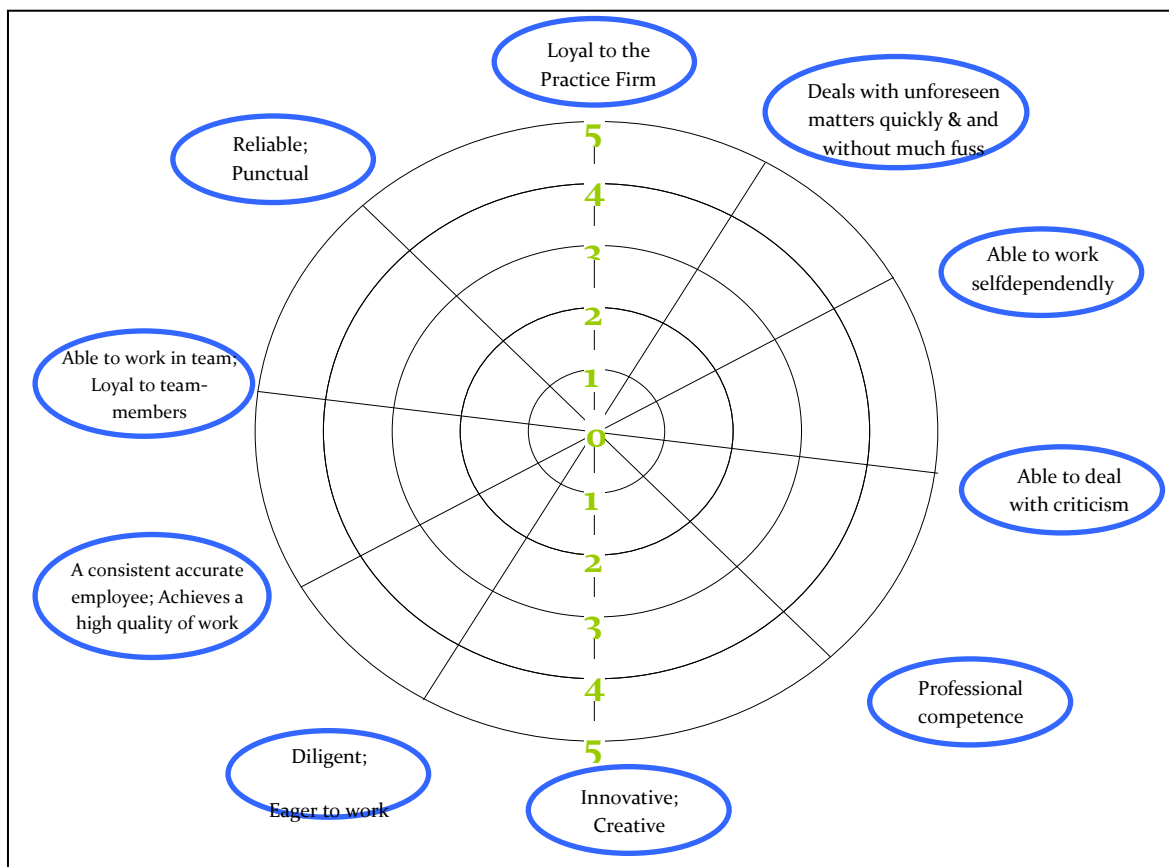 Loyal to the
Practice Firm
Deals with unforeseen
matters quickly & and
without much fuss
Reliable;
Punctual
Able to work
selfdependendly
Able to work in team;
Loyal to team-
members
Able to deal
with criticism
A consistent accurate
employee; Achieves a
high quality of work
Professional
competence
Diligent;
Eager to work
Innovative;
Creative
5
4
3
2
1
0
1
2
3
4
5